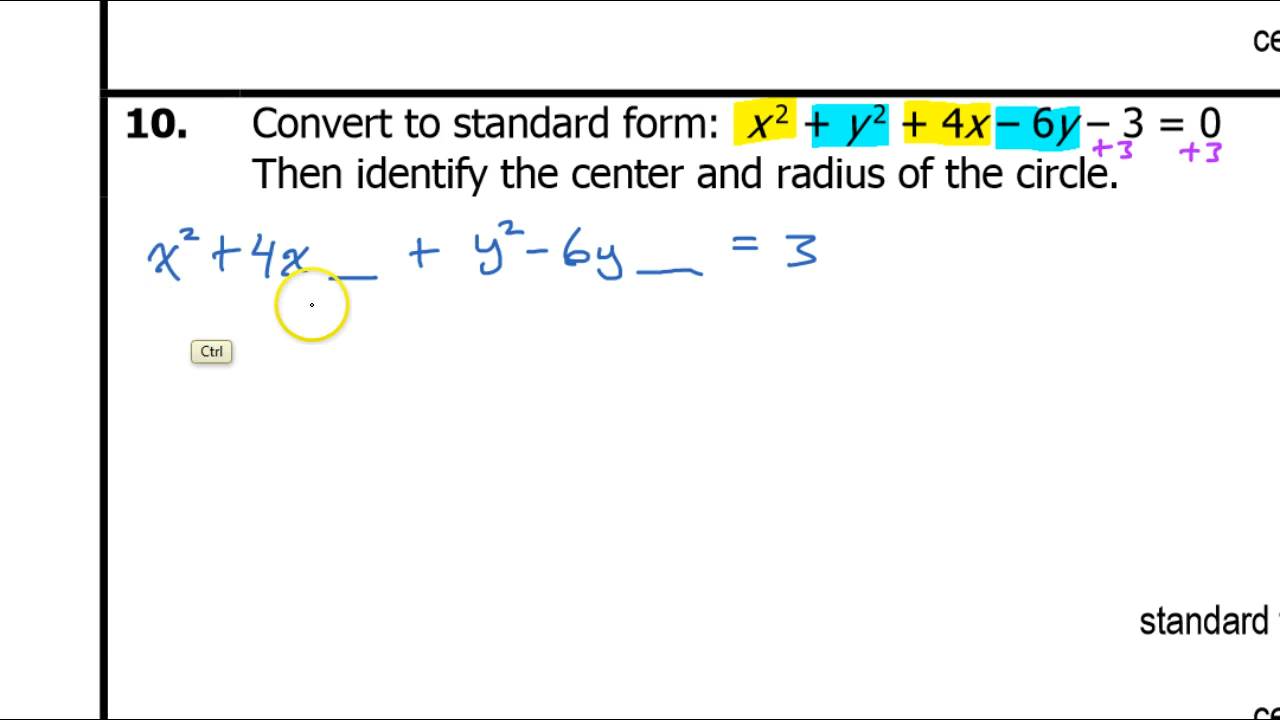 ce
10. Convert to standard form: x² + y² + 4x − 6y − 3 = 0
+3 +3
Then identify the center and radius of the circle.
x² + 4x __ + y² - 6y __ = 3
Ctrl
standard
ce